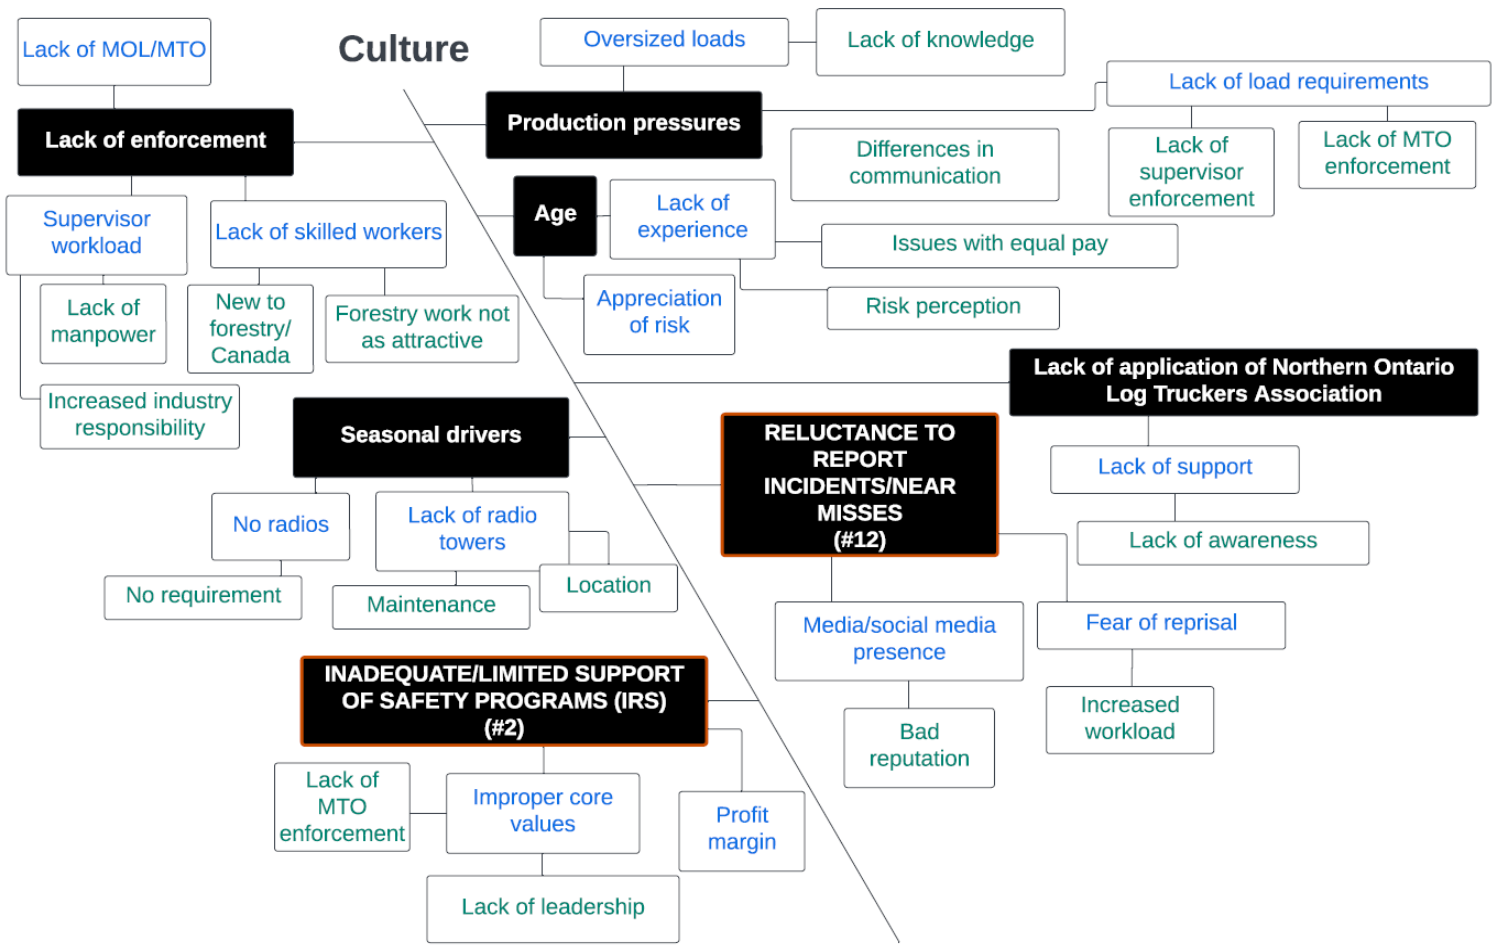 Culture
Lack of MOL/MTO
Lack of enforcement
Supervisor
workload
Lack of skilled workers
Lack of
manpower
New to
forestry/
Canada
Forestry work not
as attractive
Increased industry
responsibility
Oversized loads
Lack of knowledge
Production pressures
Lack of load requirements
Lack of
supervisor
enforcement
Lack of MTO
enforcement
Differences in
communication
Age
Lack of
experience
Issues with equal pay
Appreciation
of risk
Risk perception
Lack of application of Northern Ontario
Log Truckers Association
Lack of support
Lack of awareness
Seasonal drivers
No radios
Lack of radio
towers
No requirement
Maintenance
Location
RELUCTANCE TO
REPORT
INCIDENTS/NEAR
MISSES
(#12)
Media/social media
presence
Fear of reprisal
Bad
reputation
Increased
workload
INADEQUATE/LIMITED SUPPORT
OF SAFETY PROGRAMS (IRS)
(#2)
Lack of
MTO
enforcement
Improper core
values
Profit
margin
Lack of leadership